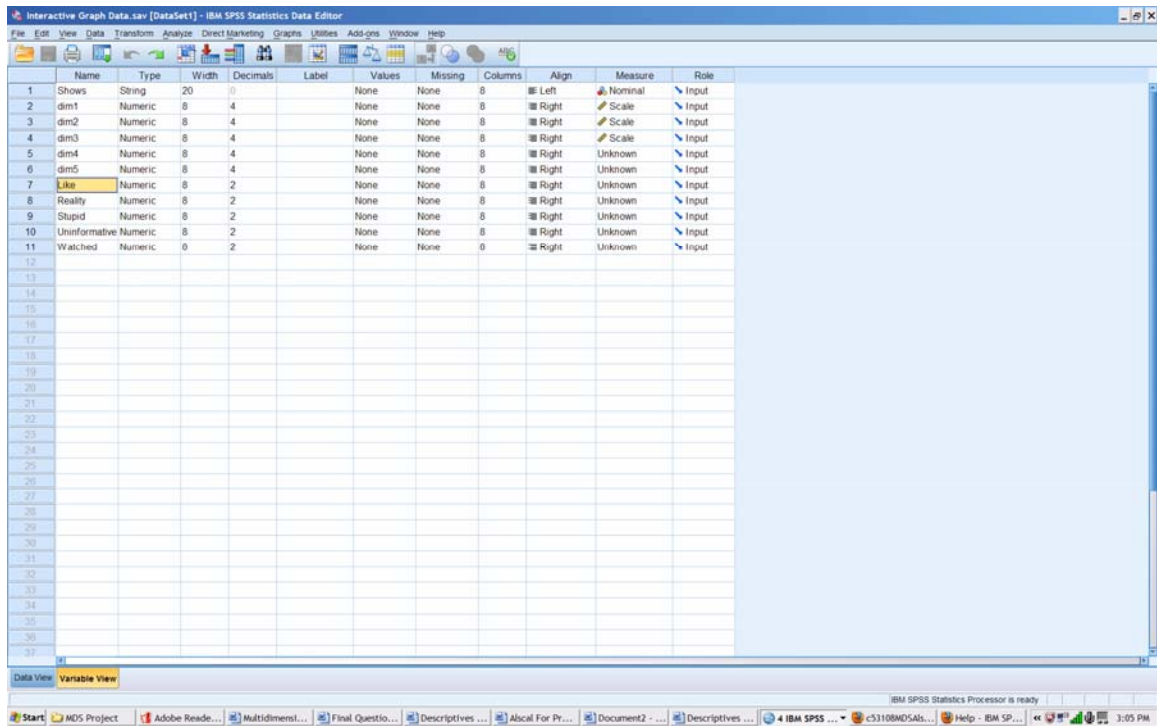 Interactive Graph Data.sav [DataSet1] - IBM SPSS Statistics Data Editor
File Edit View Data Transform Analyze Direct Marketing Graphs Utilities Add-ons Window Help
Name Type Width Decimals Label Values Missing Columns Align Measure Role
1 Shows String 20 0 None None 8 Left Nominal Input
2 dim1 Numeric 8 4 None None 8 Right Scale Input
3 dim2 Numeric 8 4 None None 8 Right Scale Input
4 dim3 Numeric 8 4 None None 8 Right Scale Input
5 dim4 Numeric 8 4 None None 8 Right Unknown Input
6 dim5 Numeric 8 4 None None 8 Right Unknown Input
7 Like Numeric 8 2 None None 8 Right Unknown Input
8 Reality Numeric 8 2 None None 8 Right Unknown Input
9 Stupid Numeric 8 2 None None 8 Right Unknown Input
10 Uninformative Numeric 8 2 None None 8 Right Unknown Input
11 Watched Numeric 2 None None Right Unknown Input
12
13
14
15
16
17
18
19
20
21
22
23
24
25
26
27
28
29
30
31
32
33
34
35
36
37
Data View Variable View
IBM SPSS Statistics Processor is ready
Start MDS Project Adobe Reade... Multidimensi... Final Questio... Descriptives ... Alscal For Pr... Document2 - ... Descriptives ... 4 IBM SPSS ... c53108MDSAls... Help - IBM SP... « 3:05 PM